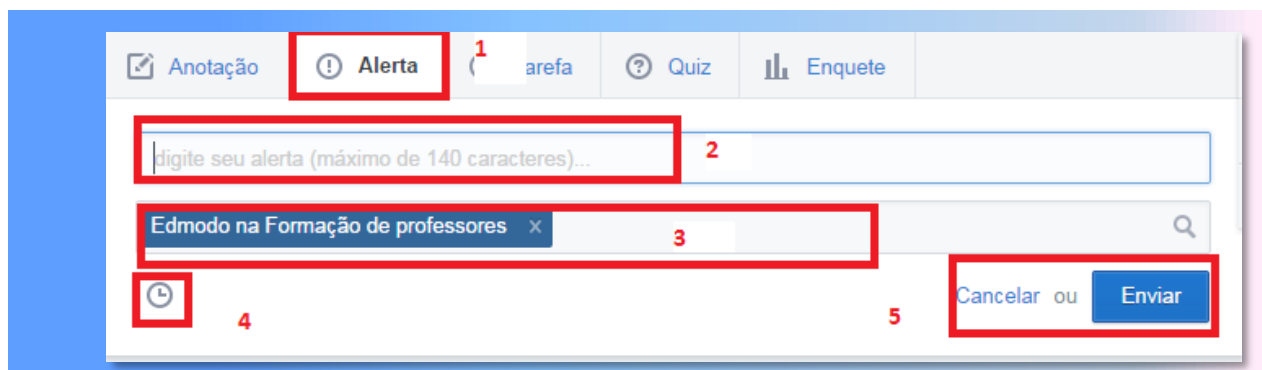 Anotação Alerta 1 arefa Quiz Enquete
digite seu alerta (máximo de 140 caracteres)... 2
Edmodo na Formação de professores x 3
4 5 Cancelar ou Enviar